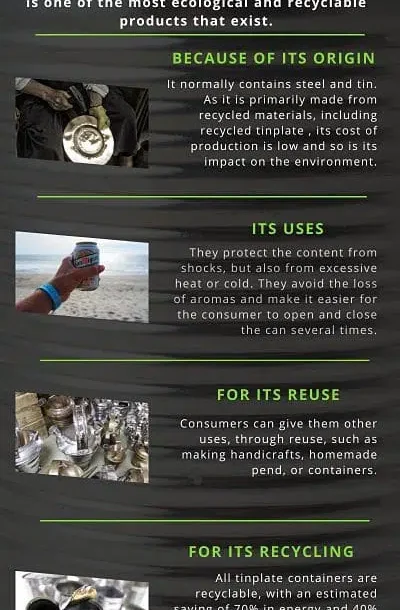 is one of the most ecological and recyclable
products that exist.
BECAUSE OF ITS ORIGIN
It normally contains steel and tin.
As it is primarily made from
recycled materials, including
recycled tinplate , its cost of
production is low and so is its
impact on the environment.
ITS USES
They protect the content from
shocks, but also from excessive
heat or cold. They avoid the loss
of aromas and make it easier for
the consumer to open and close
the can several times.
FOR ITS REUSE
Consumers can give them other
uses, through reuse, such as
making handicrafts, homemade
pend, or containers.
FOR ITS RECYCLING
All tinplate containers are
recyclable, with an estimated
saving of 70% in energy and 40%